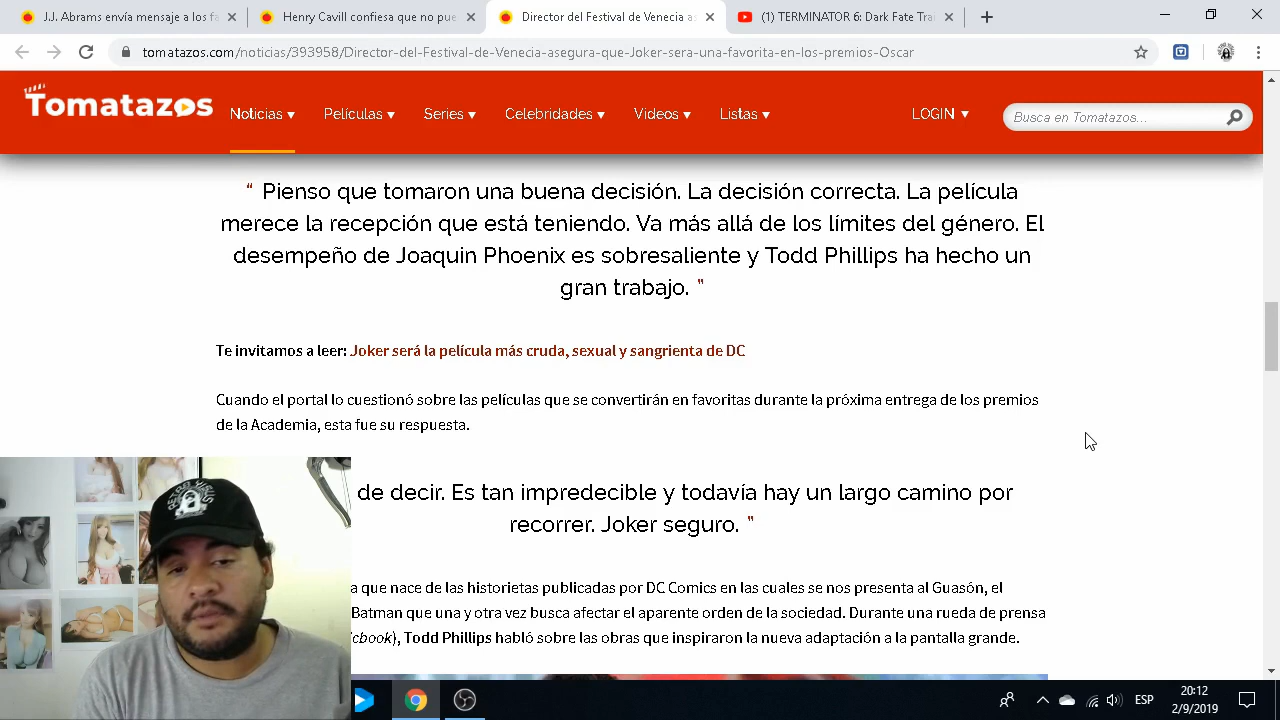 J.J. Abrams envía mensaje a los fa
Henry Cavill confiesa que no pue
Director del Festival de Venecia as
(1) TERMINATOR 6: Dark Fate Tra
tomatazos.com/noticias/393958/Director-del-Festival-de-Venecia-asegura-que-Joker-sera-una-favorita-en-los-premios-Oscar
Tomatazos
Noticias ▼
Películas ▼
Series ▼
Celebridades ▼
Videos ▼
Listas ▼
LOGIN ▼
Busca en Tomatazos...
“ Pienso que tomaron una buena decisión. La decisión correcta. La película
merece la recepción que está teniendo. Va más allá de los límites del género. El
desempeño de Joaquin Phoenix es sobresaliente y Todd Phillips ha hecho un
gran trabajo. ”
Te invitamos a leer: Joker será la película más cruda, sexual y sangrienta de DC
Cuando el portal lo cuestionó sobre las películas que se convertirán en favoritas durante la próxima entrega de los premios
de la Academia, esta fue su respuesta.
de decir. Es tan impredecible y todavía hay un largo camino por
recorrer. Joker seguro. ”
a que nace de las historietas publicadas por DC Comics en las cuales se nos presenta al Guasón, el
Batman que una y otra vez busca afectar el aparente orden de la sociedad. Durante una rueda de prensa
icbook), Todd Phillips habló sobre las obras que inspiraron la nueva adaptación a la pantalla grande.
ESP
20:12
2/9/2019